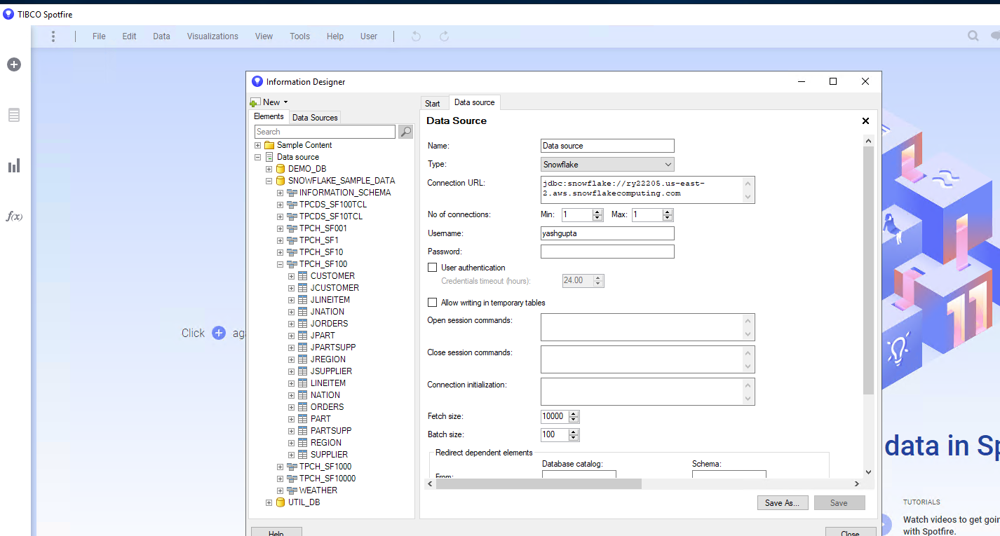 TIBCO Spotfire
File Edit Data Visualizations View Tools Help User
Information Designer
New
Elements Data Sources
Search
Sample Content
Data source
DEMO_DB
SNOWFLAKE_SAMPLE_DATA
INFORMATION_SCHEMA
TPCDS_SF100TCL
TPCDS_SF10TCL
TPCH_SF001
TPCH_SF1
TPCH_SF10
TPCH_SF100
CUSTOMER
JCUSTOMER
JLINEITEM
JNATION
JORDERS
JPART
JPARTSUPP
JREGION
JSUPPLIER
LINEITEM
NATION
ORDERS
PART
PARTSUPP
REGION
SUPPLIER
TPCH_SF1000
TPCH_SF10000
WEATHER
UTIL_DB
Start Data source
Data Source
Name: Data source
Type: Snowflake
Connection URL: jdbc:snowflake://ry22205.us-east-
2.aws.snowflakecomputing.com
No of connections: Min: 1 Max: 1
Username: yashgupta
Password:
User authentication
Credentials timeout (hours): 24.00
Allow writing in temporary tables
Open session commands:
Close session commands:
Connection initialization:
Fetch size: 10000
Batch size: 100
Redirect dependent elements
Database catalog: Schema:
From:
Save As... Save
Help Close
f(x)
Click aga
data in Sp
TUTORIALS
Watch videos to get goin
with Spotfire.